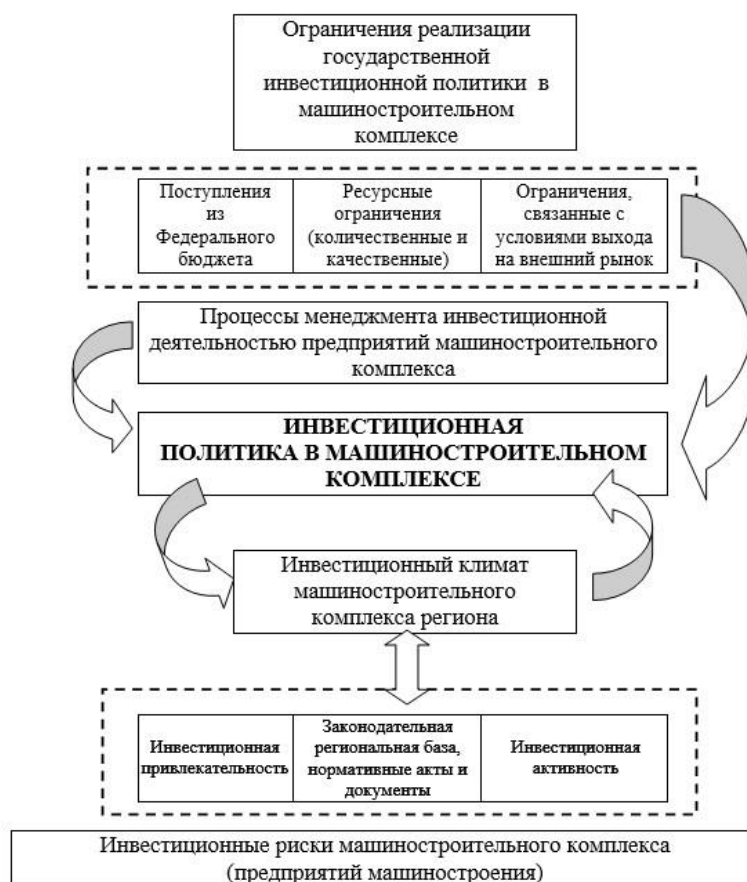 Ограничения реализации
государственной
инвестиционной политики в
машиностроительном
комплексе
Поступления
из
Федерального
бюджета
Ресурсные
ограничения
(количественные и
качественные)
Ограничения,
связанные с
условиями выхода
на внешний рынок
Процессы менеджмента инвестиционной
деятельностью предприятий машиностроительного
комплекса
ИНВЕСТИЦИОННАЯ
ПОЛИТИКА В МАШИНОСТРОИТЕЛЬНОМ
КОМПЛЕКСЕ
Инвестиционный климат
машиностроительного
комплекса региона
Инвестиционная
привлекательность
Законодательная
региональная база,
нормативные акты и
документы
Инвестиционная
активность
Инвестиционные риски машиностроительного комплекса
(предприятий машиностроения)